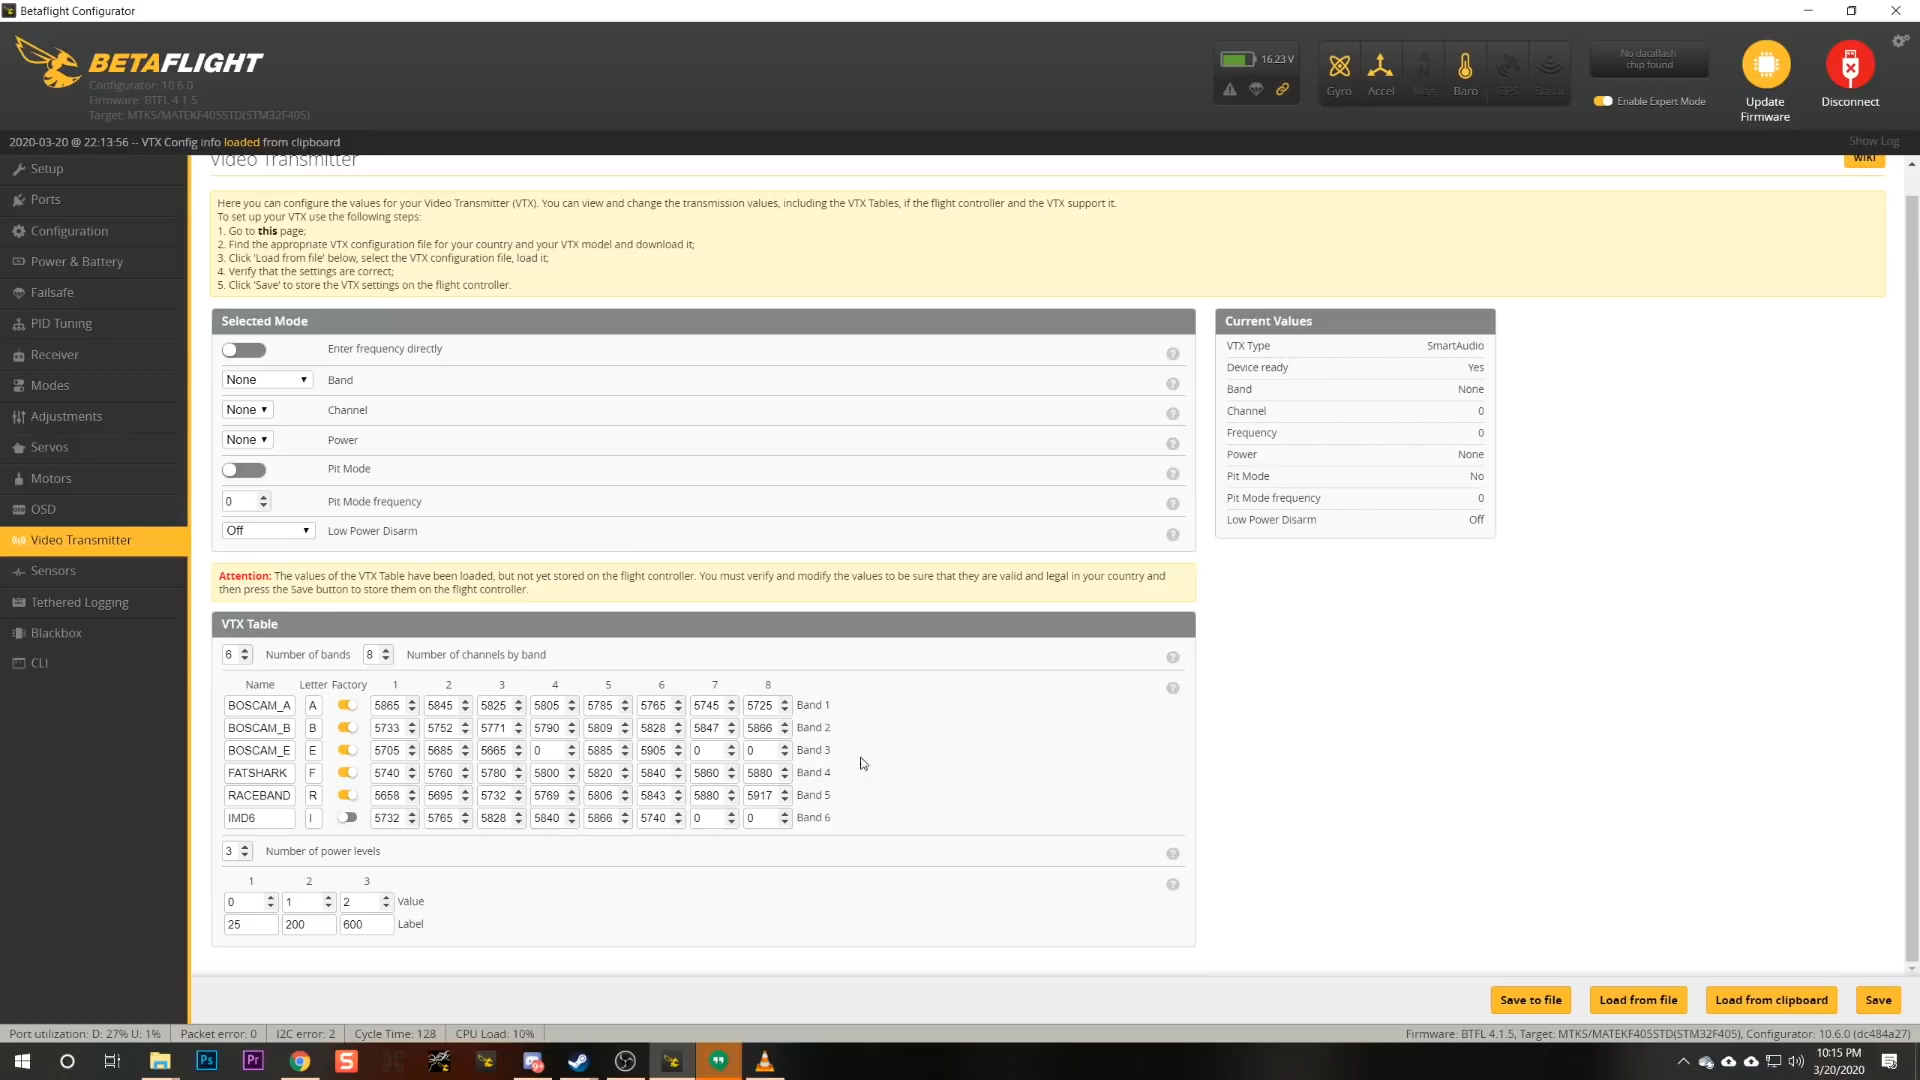 Betaflight Configurator
BETAFLIGHT
Configurator: 10.6.0
Firmware: BTFL 4.1.5
Target: MTKS/MATEKF405STD(STM32F405)
16.23 V
Gyro Accel Mag Baro GPS Sonar
No dataflash
chip found
Enable Expert Mode
Update
Firmware
Disconnect
2020-03-20 @ 22:13:56 -- VTX Config info loaded from clipboard
Show Log
Setup
Ports
Configuration
Power & Battery
Failsafe
PID Tuning
Receiver
Modes
Adjustments
Servos
Motors
OSD
Video Transmitter
Sensors
Tethered Logging
Blackbox
CLI
Video Transmitter
WIKI
Here you can configure the values for your Video Transmitter (VTX). You can view and change the transmission values, including the VTX Tables, if the flight controller and the VTX support it.
To set up your VTX use the following steps:
1. Go to this page;
2. Find the appropriate VTX configuration file for your country and your VTX model and download it;
3. Click 'Load from file' below, select the VTX configuration file, load it;
4. Verify that the settings are correct;
5. Click 'Save' to store the VTX settings on the flight controller.
Selected Mode
Enter frequency directly
None Band
None Channel
None Power
Pit Mode
0 Pit Mode frequency
Off Low Power Disarm
Current Values
VTX Type SmartAudio
Device ready Yes
Band None
Channel 0
Frequency 0
Power None
Pit Mode No
Pit Mode frequency 0
Low Power Disarm Off
Attention: The values of the VTX Table have been loaded, but not yet stored on the flight controller. You must verify and modify the values to be sure that they are valid and legal in your country and
then press the Save button to store them on the flight controller.
VTX Table
6 Number of bands 8 Number of channels by band
Name Letter Factory 1 2 3 4 5 6 7 8
BOSCAM_A A 5865 5845 5825 5805 5785 5765 5745 5725 Band 1
BOSCAM_B B 5733 5752 5771 5790 5809 5828 5847 5866 Band 2
BOSCAM_E E 5705 5685 5665 0 5885 5905 0 0 Band 3
FATSHARK F 5740 5760 5780 5800 5820 5840 5860 5880 Band 4
RACEBAND R 5658 5695 5732 5769 5806 5843 5880 5917 Band 5
IMD6 I 5732 5765 5828 5840 5866 5740 0 0 Band 6
3 Number of power levels
1 2 3
0 1 2 Value
25 200 600 Label
Save to file Load from file Load from clipboard Save
Port utilization: D: 27% U: 1% Packet error: 0 I2C error: 2 Cycle Time: 128 CPU Load: 10%
Firmware: BTFL 4.1.5, Target: MTKS/MATEKF405STD(STM32F405), Configurator: 10.6.0 (dc484a27)
Ps Pr S
10:15 PM
3/20/2020